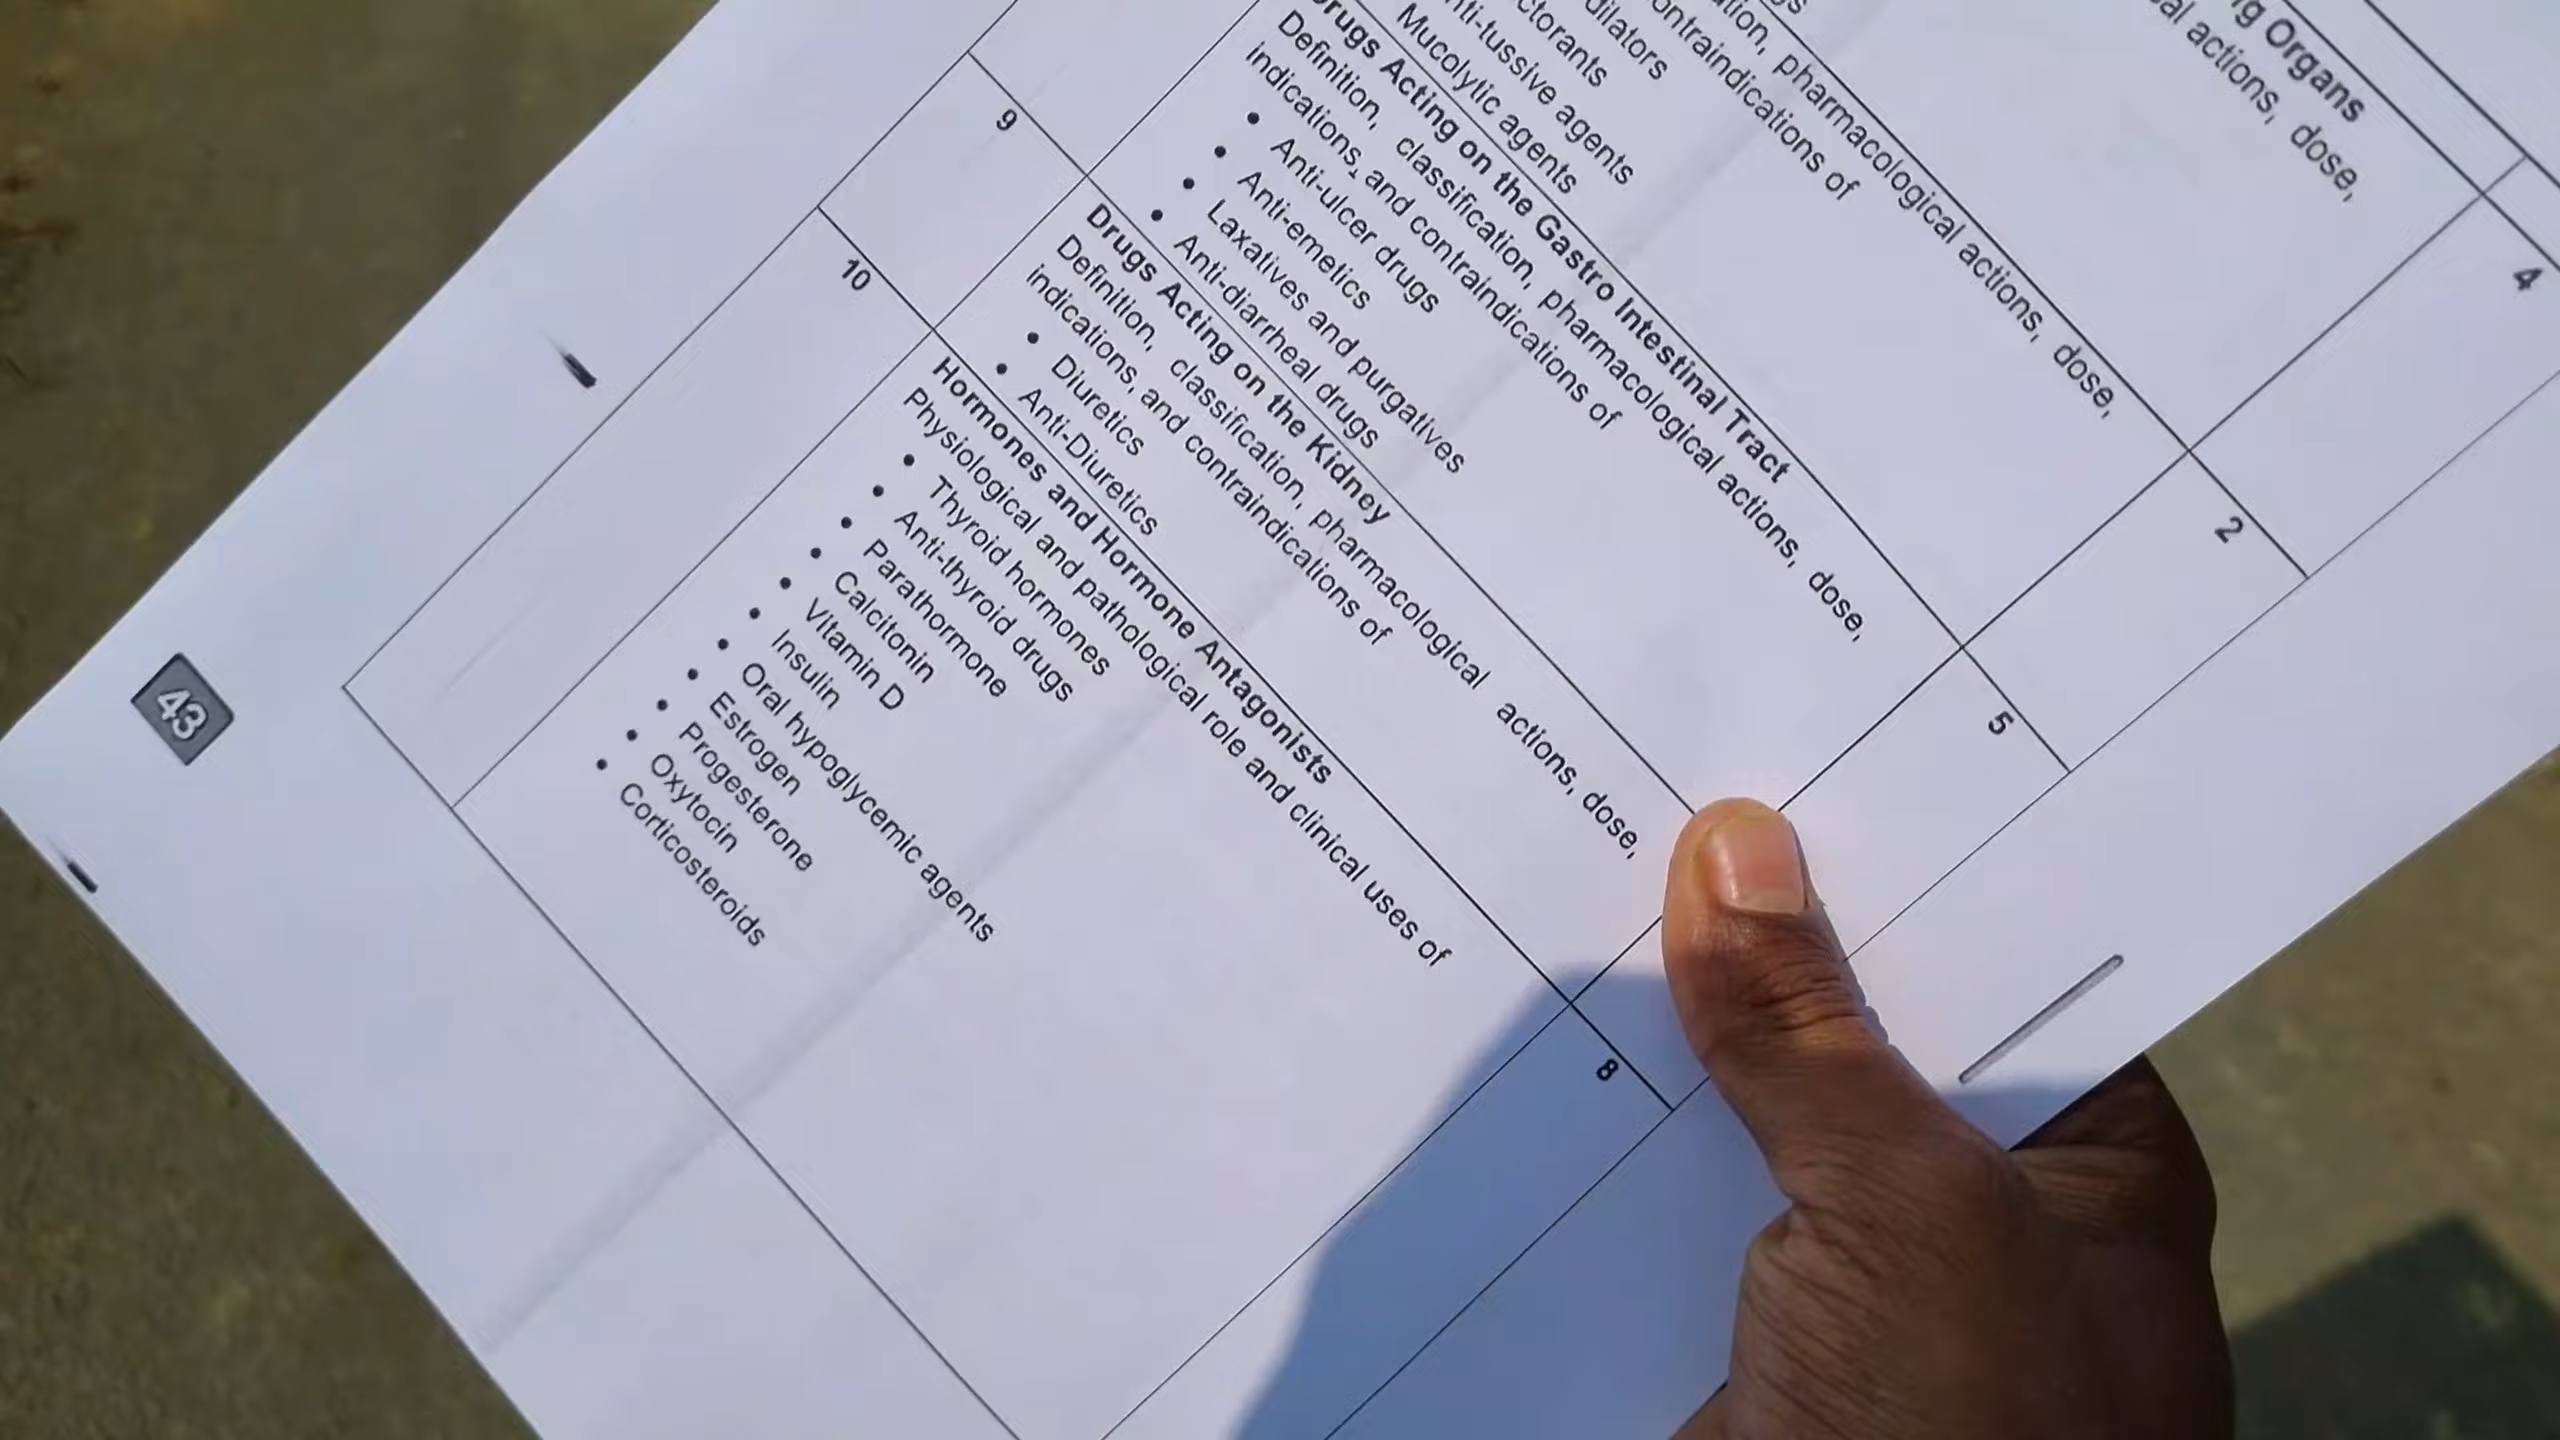 ng Organs
al actions, dose,
4
tion, pharmacological actions, dose,
ontraindications of
dilators
ctorants
nti-tussive agents
Mucolytic agents
2
Drugs Acting on the Gastro Intestinal Tract
Definition, classification, pharmacological actions, dose,
indications, and contraindications of
• Anti-ulcer drugs
• Anti-emetics
• Laxatives and purgatives
• Anti-diarrheal drugs
5
9
Drugs Acting on the Kidney
Definition, classification, pharmacological actions, dose,
indications, and contraindications of
• Diuretics
• Anti-Diuretics
10
Hormones and Hormone Antagonists
Physiological and pathological role and clinical uses of
• Thyroid hormones
• Anti-thyroid drugs
• Parathormone
• Calcitonin
• Vitamin D
• Insulin
• Oral hypoglycemic agents
• Estrogen
• Progesterone
• Oxytocin
• Corticosteroids
8
43